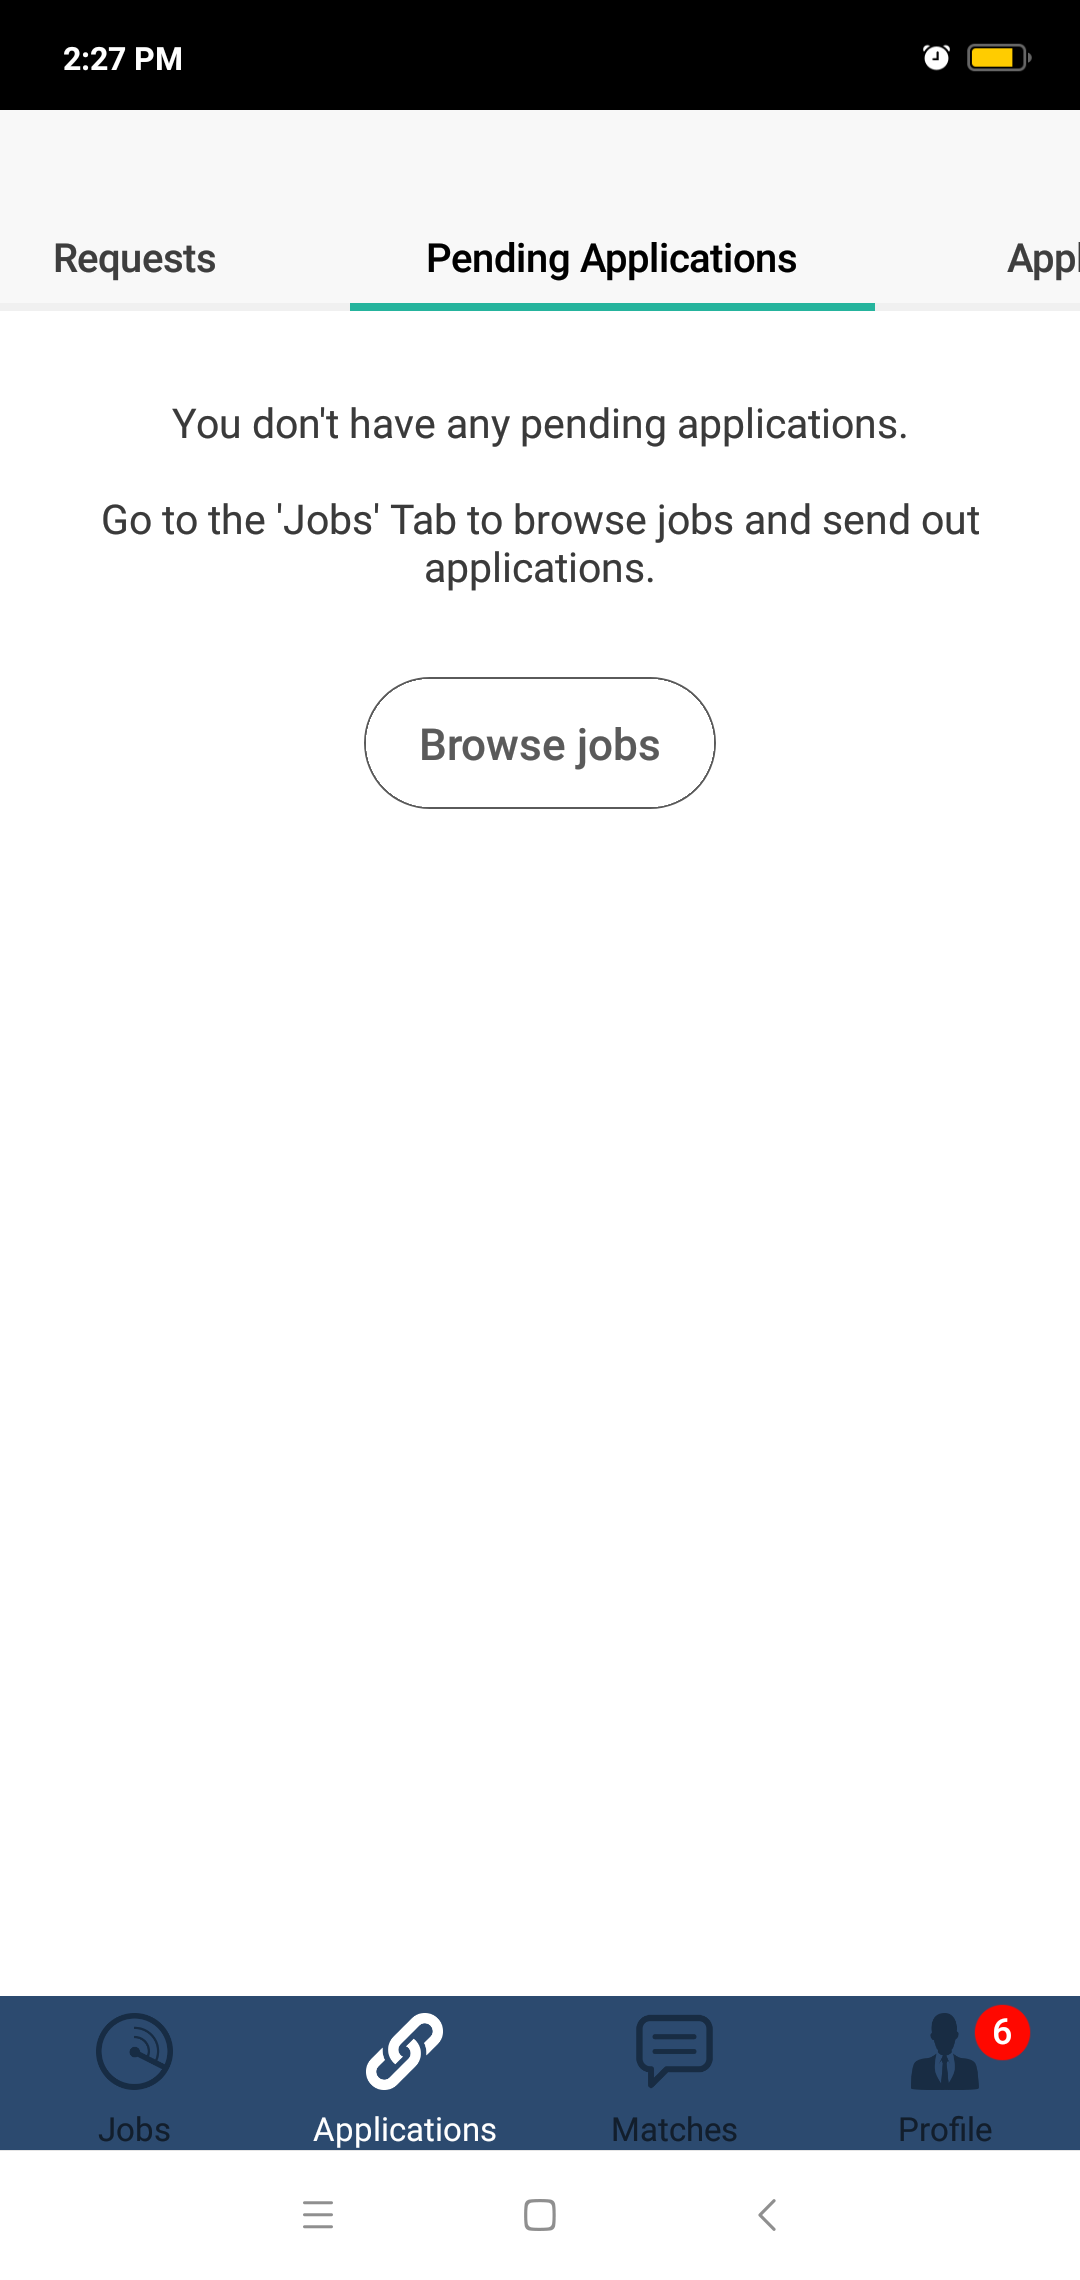 2:27 PM
Requests
Pending Applications
Appl
You don't have any pending applications.
Go to the 'Jobs' Tab to browse jobs and send out
applications.
Browse jobs
6
Jobs
Applications
Matches
Profile